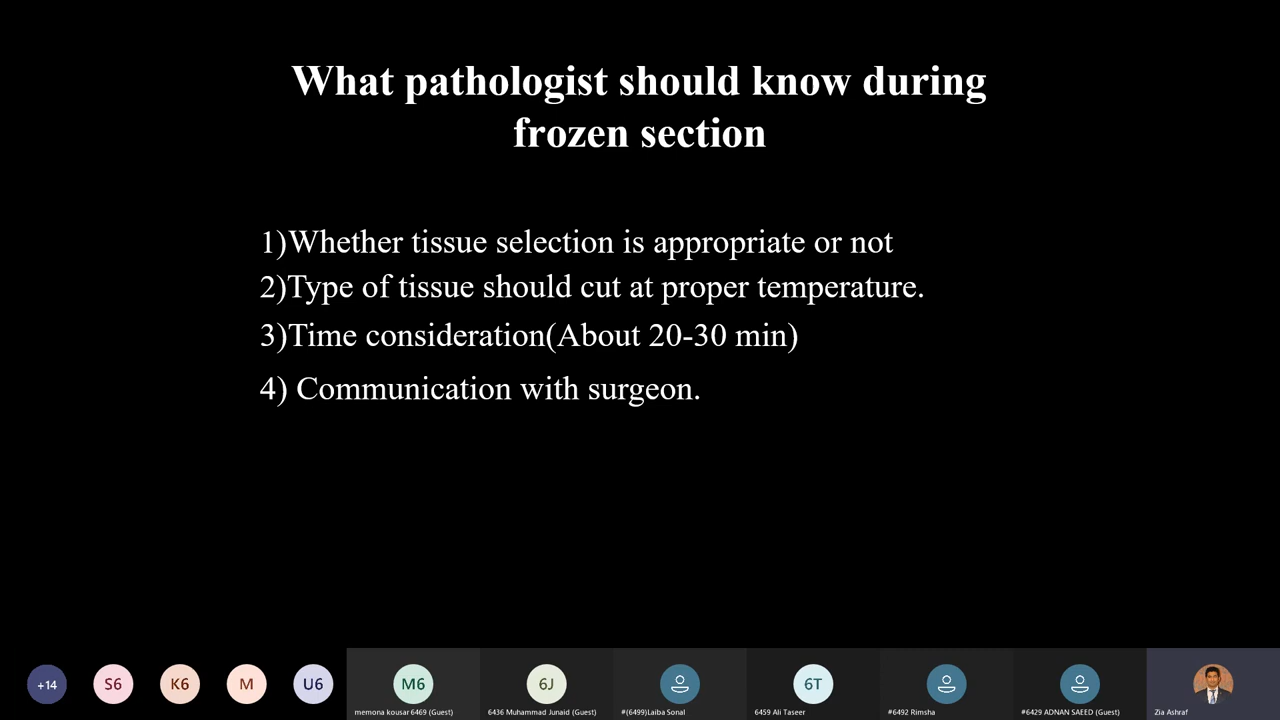 What pathologist should know during
frozen section
1)Whether tissue selection is appropriate or not
2)Type of tissue should cut at proper temperature.
3)Time consideration(About 20-30 min)
4) Communication with surgeon.
+14
S6
K6
M
U6
M6
6J
6T
memona kousar 6469 (Guest)
6436 Muhammad Junaid (Guest)
#(6499)Laiba Sonal
6459 Ali Taseer
#6492 Rimsha
#6429 ADNAN SAEED (Guest)
Zia Ashraf